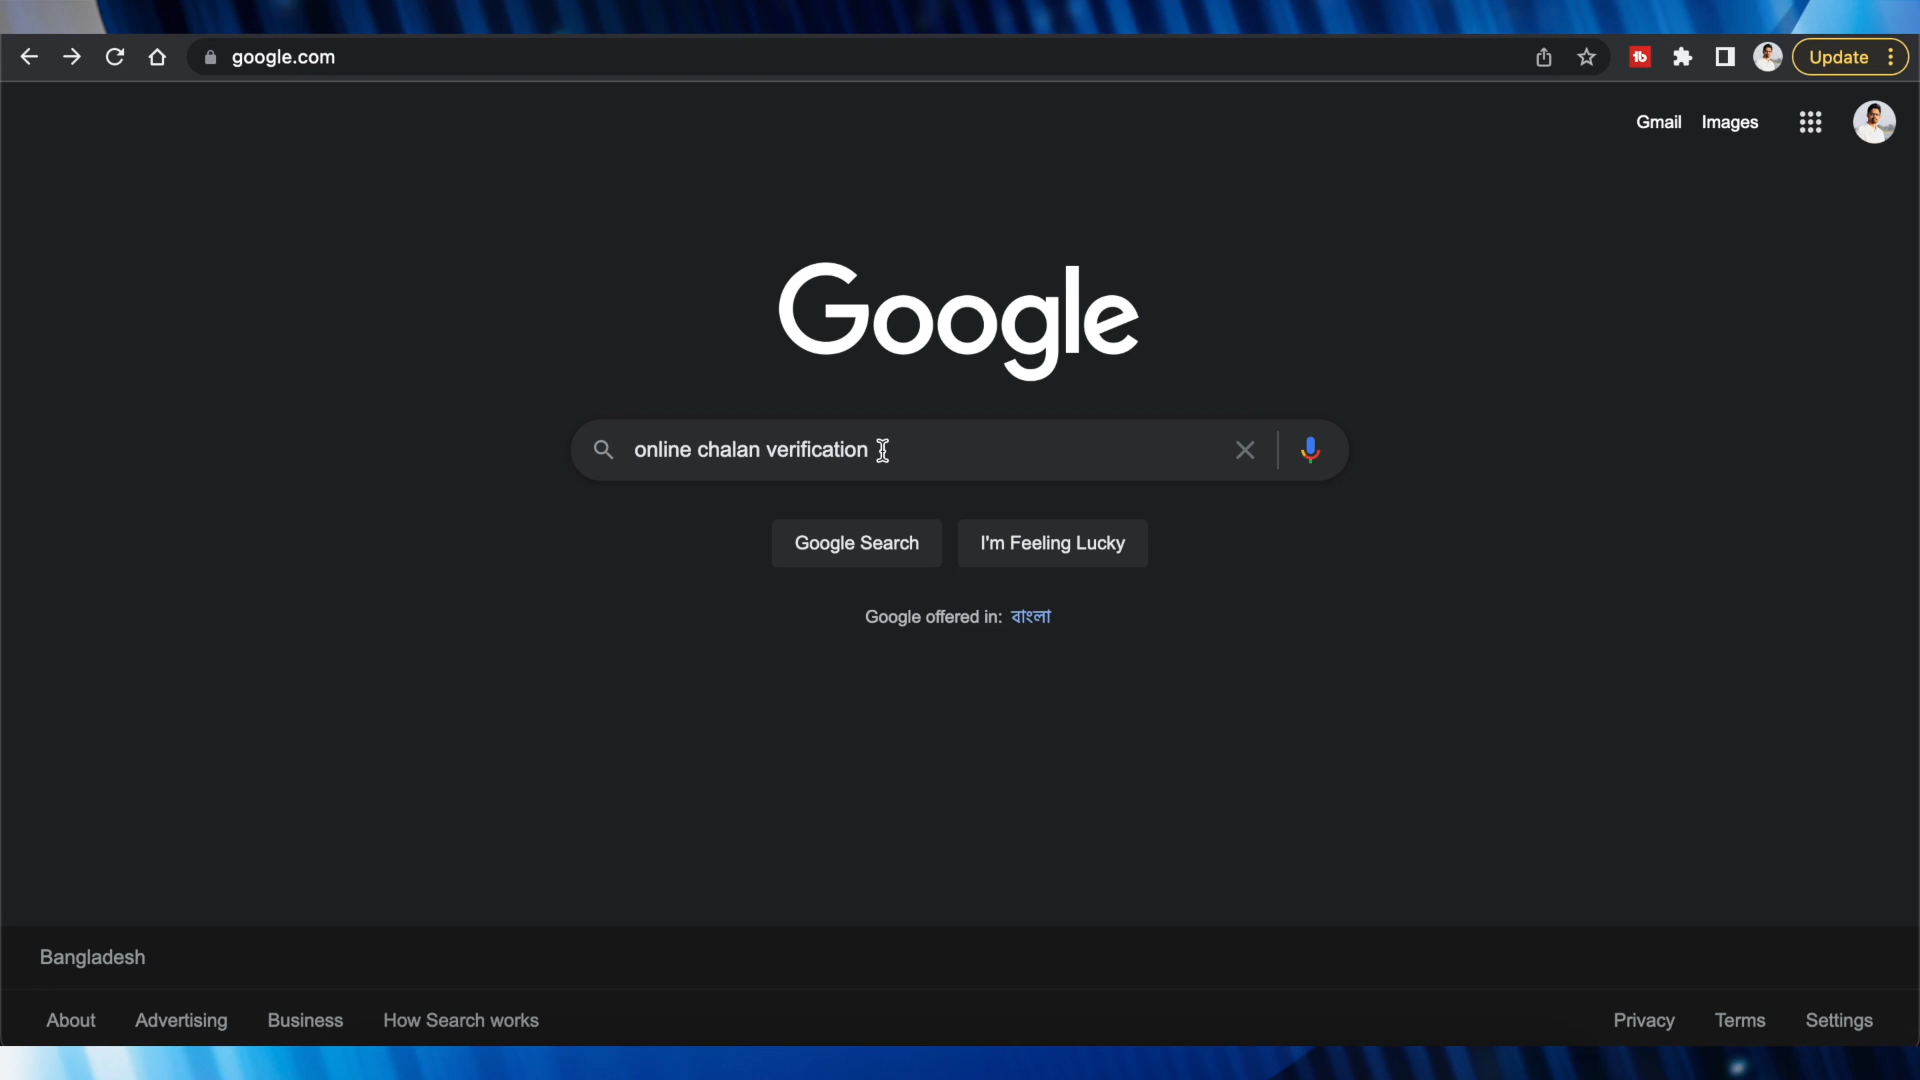 google.com
tb
Update
Gmail Images
Google
online chalan verification
Google Search I'm Feeling Lucky
Google offered in: বাংলা
Bangladesh
About Advertising Business How Search works Privacy Terms Settings